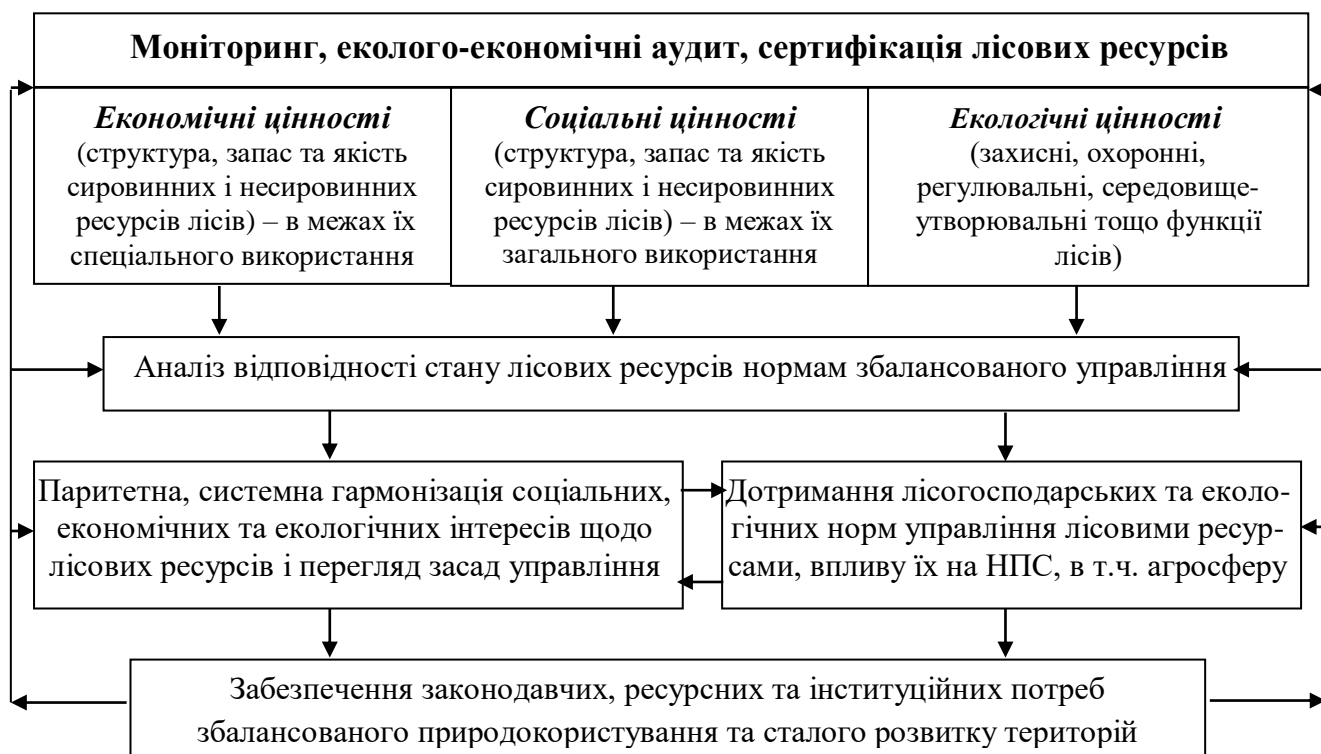 Моніторинг, еколого-економічні аудит, сертифікація лісових ресурсів
Економічні цінності
(структура, запас та якість
сировинних і несировинних
ресурсів лісів) – в межах їх
спеціального використання
Соціальні цінності
(структура, запас та якість
сировинних і несировинних
ресурсів лісів) – в межах їх
загального використання
Екологічні цінності
(захисні, охоронні,
регулювальні, середовище-
утворювальні тощо функції
лісів)
Аналіз відповідності стану лісових ресурсів нормам збалансованого управління
Паритетна, системна гармонізація соціальних,
економічних та екологічних інтересів щодо
лісових ресурсів і перегляд засад управління
Дотримання лісогосподарських та еколо-
гічних норм управління лісовими ресур-
сами, впливу їх на НПС, в т.ч. агросферу
Забезпечення законодавчих, ресурсних та інституційних потреб
збалансованого природокористування та сталого розвитку територій